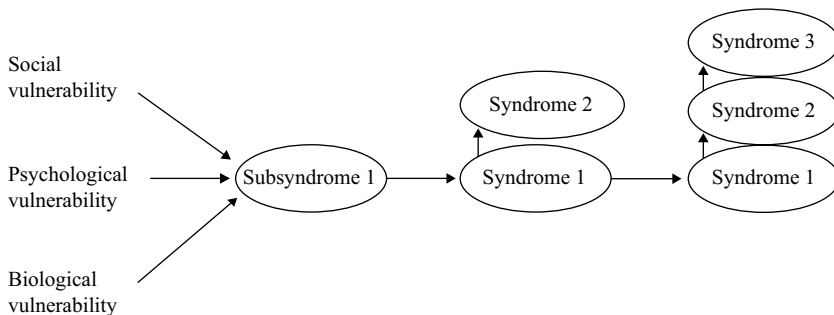 Social
vulnerability
Psychological
vulnerability
Biological
vulnerability
Subsyndrome 1
Syndrome 2
Syndrome 1
Syndrome 3
Syndrome 2
Syndrome 1